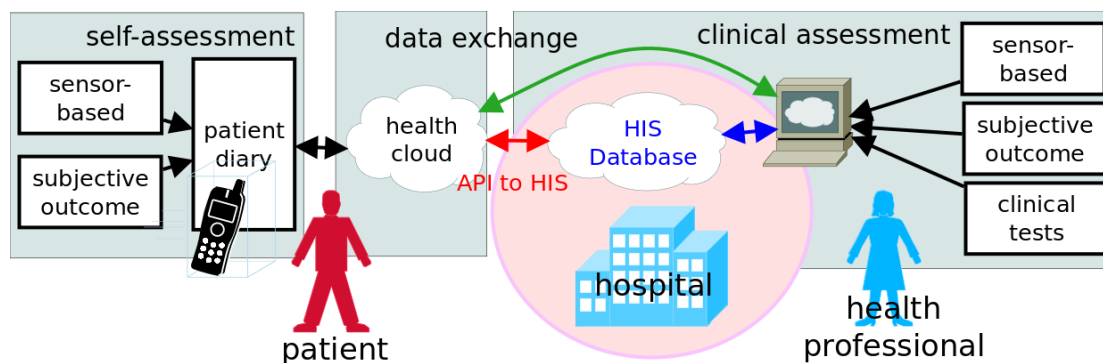 self-assessment
sensor-
based
subjective
outcome
patient
diary
data exchange
health
cloud
API to HIS
clinical assessment
HIS
Database
sensor-
based
subjective
outcome
clinical
tests
patient
hospital
health
professional